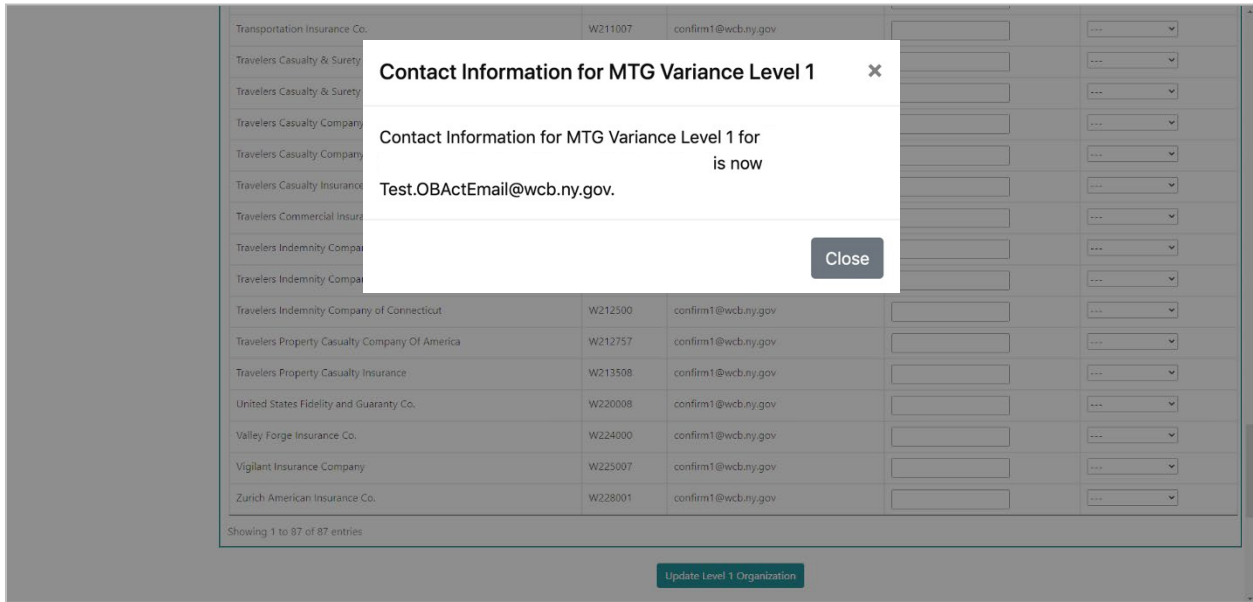 Transportation Insurance Co. W211007 confirm1@wcb.ny.gov ---
Travelers Casualty & Surety ---
Travelers Casualty & Surety ---
Travelers Casualty Company ---
Travelers Casualty Company ---
Travelers Casualty Insurance ---
Travelers Commercial Insura ---
Travelers Indemnity Compa ---
Travelers Indemnity Compa ---
Contact Information for MTG Variance Level 1 ×
Contact Information for MTG Variance Level 1 for
is now
Test.OBActEmail@wcb.ny.gov.
Close
Travelers Indemnity Company of Connecticut W212500 confirm1@wcb.ny.gov ---
Travelers Property Casualty Company Of America W212757 confirm1@wcb.ny.gov ---
Travelers Property Casualty Insurance W213508 confirm1@wcb.ny.gov ---
United States Fidelity and Guaranty Co. W220008 confirm1@wcb.ny.gov ---
Valley Forge Insurance Co. W224000 confirm1@wcb.ny.gov ---
Vigilant Insurance Company W225007 confirm1@wcb.ny.gov ---
Zurich American Insurance Co. W228001 confirm1@wcb.ny.gov ---
Showing 1 to 87 of 87 entries
Update Level 1 Organization